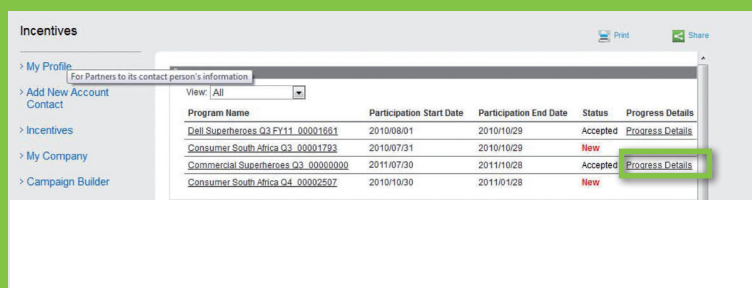 Incentives
Print
Share
> My Profile
For Partners to its contact person's information
> Add New Account
Contact
> Incentives
> My Company
> Campaign Builder
View: All
Program Name Participation Start Date Participation End Date Status Progress Details
Dell Superheroes Q3 FY11_00001661 2010/08/01 2010/10/29 Accepted Progress Details
Consumer South Africa Q3_00001793 2010/07/31 2010/10/29 New
Commercial Superheroes Q3_00000000 2011/07/30 2011/10/28 Accepted Progress Details
Consumer South Africa Q4_00002507 2010/10/30 2011/01/28 New